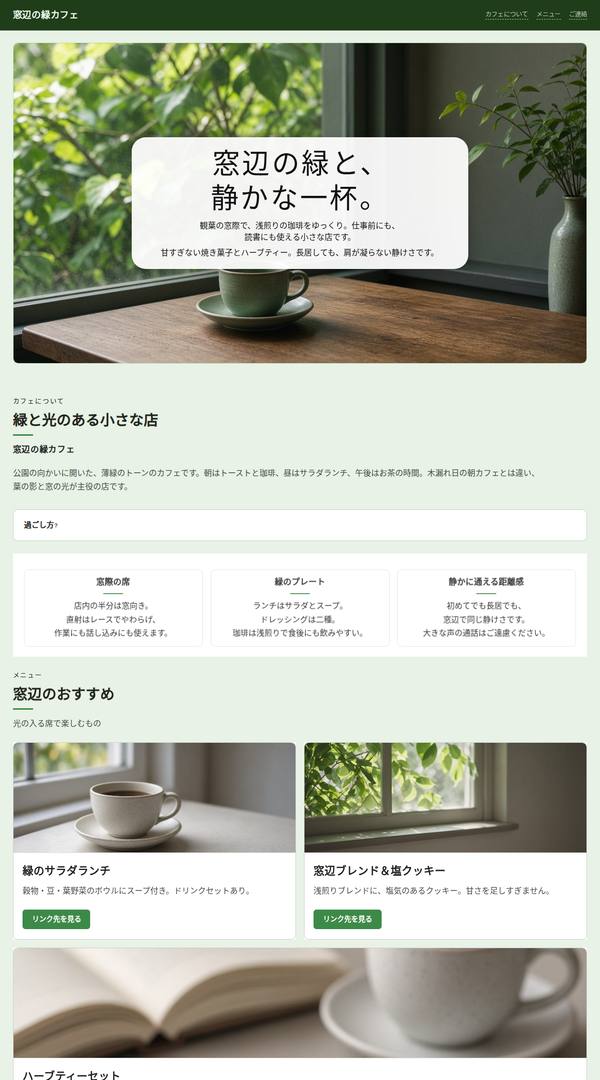 窓辺の緑カフェ
カフェについて
メニュー
ご連絡
窓辺の緑と、
静かな一杯。
観葉の窓際で、浅煎りの珈琲をゆっくり。仕事前にも、
読書にも使える小さな店です。
甘すぎない焼き菓子とハーブティー。長居しても、肩が凝らない静けさです。
カフェについて
緑と光のある小さな店
窓辺の緑カフェ
公園の向かいに開いた、薄緑のトーンのカフェです。朝はトーストと珈琲、昼はサラダランチ、午後はお茶の時間。木漏れ日の朝カフェとは違い、
葉の影と窓の光が主役の店です。
過ごし方?
窓際の席
店内の半分は窓向き。
直射はレースでやわらげ、
作業にも話し込みにも使えます。
緑のプレート
ランチはサラダとスープ。
ドレッシングは二種。
珈琲は浅煎りで食後にも飲みやすい。
静かに通える距離感
初めてでも長居でも、
窓辺で同じ静けさです。
大きな声の通話はご遠慮ください。
メニュー
窓辺のおすすめ
光の入る席で楽しむもの
緑のサラダランチ
穀物・豆・葉野菜のボウルにスープ付き。ドリンクセットあり。
リンク先を見る
窓辺ブレンド＆塩クッキー
浅煎りブレンドに、塩気のあるクッキー。甘さを足しすぎません。
リンク先を見る
ハーブティーセット